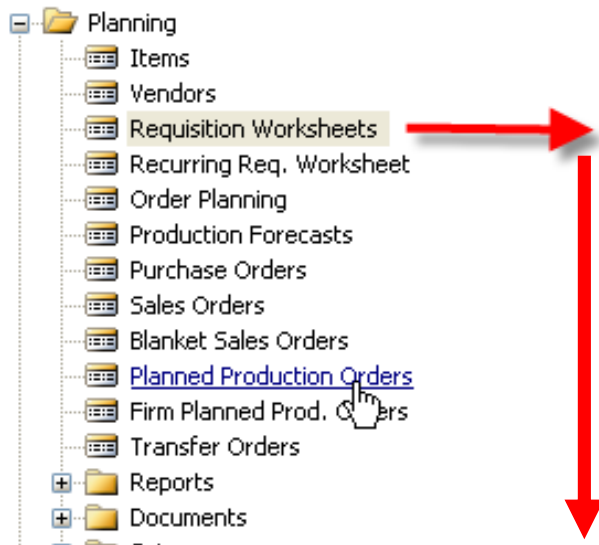 Planning
Items
Vendors
Requisition Worksheets
Recurring Req. Worksheet
Order Planning
Production Forecasts
Purchase Orders
Sales Orders
Blanket Sales Orders
Planned Production Orders
Firm Planned Prod. Orders
Transfer Orders
Reports
Documents